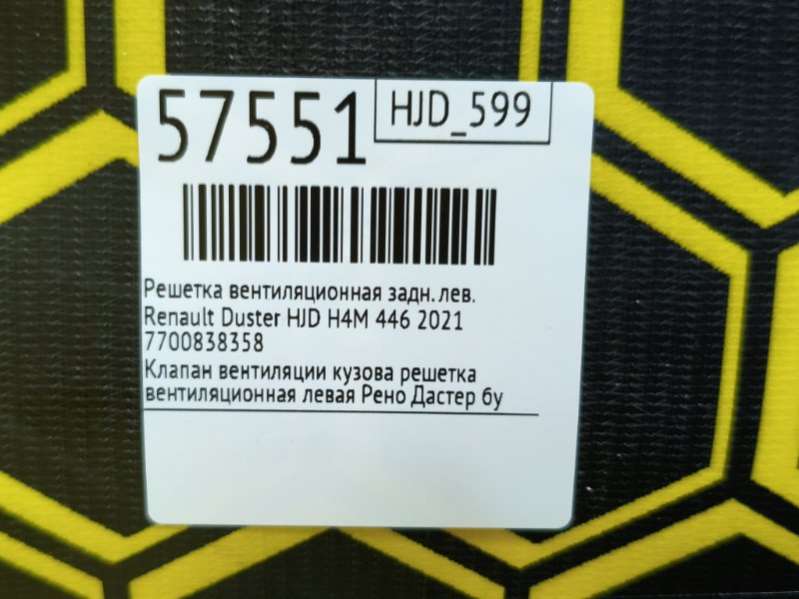 57551
HJD_599
Решетка вентиляционная задн. лев.
Renault Duster HJD H4M 446 2021
7700838358
Клапан вентиляции кузова решетка
вентиляционная левая Рено Дастер бу